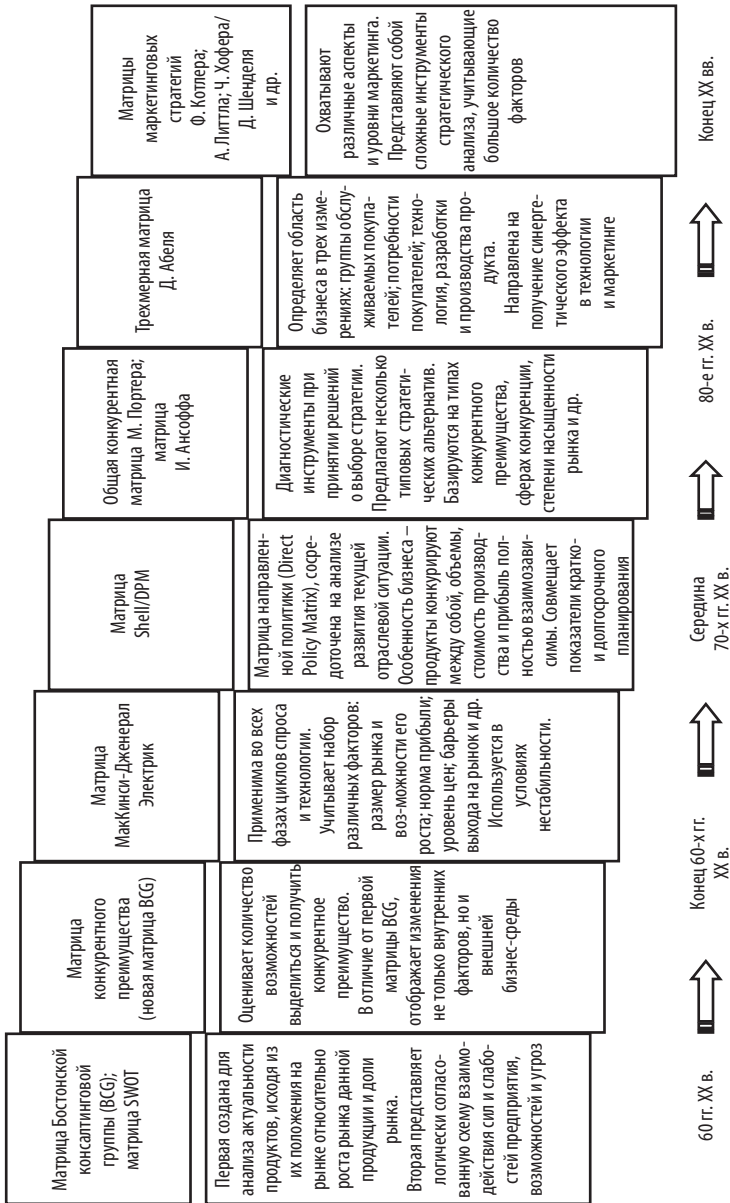 Матрица Бостонской
консалтинговой
группы (BCG);
матрица SWOT
Первая создана для
анализа актуальности
продуктов, исходя из
их положения на
рынке относительно
роста рынка данной
продукции и доли
рынка.
Вторая представляет
логически согласо-
ванную схему взаимо-
действия сил и слабо-
стей предприятия,
возможностей и угроз
Матрица
конкурентного
преимущества
(новая матрица BCG)
Оценивает количество
возможностей
выделиться и получить
конкурентное
преимущество.
В отличие от первой
матрицы BCG,
отображает изменения
не только внутренних
факторов, но и
внешней
бизнес-среды
Матрица
МакКинси-Дженерал
Электрик
Применима во всех
фазах циклов спроса
и технологии.
Учитывает набор
различных факторов:
размер рынка и
воз-можности его
роста; норма прибыли;
уровень цен; барьеры
выхода на рынок и др.
Используется в
условиях
нестабильности.
Матрица
Shell/DPM
Матрица направлен-
ной политики (Direct
Policy Matrix), сосре-
доточена на анализе
развития текущей
отраслевой ситуации.
Особенность бизнеса –
продукты конкурируют
между собой, объемы,
стоимость производс-
тва и прибыль пол-
ностью взаимозави-
симы. Совмещает
показатели кратко-
и долгосрочного
планирования
Общая конкурентная
матрица М. Портера;
матрица
И. Ансоффа
Диагностические
инструменты при
принятии решений
о выборе стратегии.
Предлагают несколько
типовых стратеги-
ческих альтернатив.
Базируются на типах
конкурентного
преимущества,
сферах конкуренции,
степени насыщенности
рынка и др.
Трехмерная матрица
Д. Абеля
Определяет область
бизнеса в трех изме-
рениях: группы обслу-
живаемых покупа-
телей; потребности
покупателей; техно-
логия, разработки
и производства про-
дукта.
Направлена на
получение синерге-
тического эффекта
в технологии
и маркетинге
Матрицы
маркетинговых
стратегий
Ф. Котлера;
А. Литтла; Ч. Хофера/
Д. Шенделя
и др.
Охватывают
различные аспекты
и уровни маркетинга.
Представляют собой
сложные инструменты
стратегического
анализа, учитывающие
большое количество
факторов
60 гг. XX в.
Конец 60-х гг.
XX в.
Середина
70-х гг. XX в.
80-е гг. XX в.
Конец XX вв.